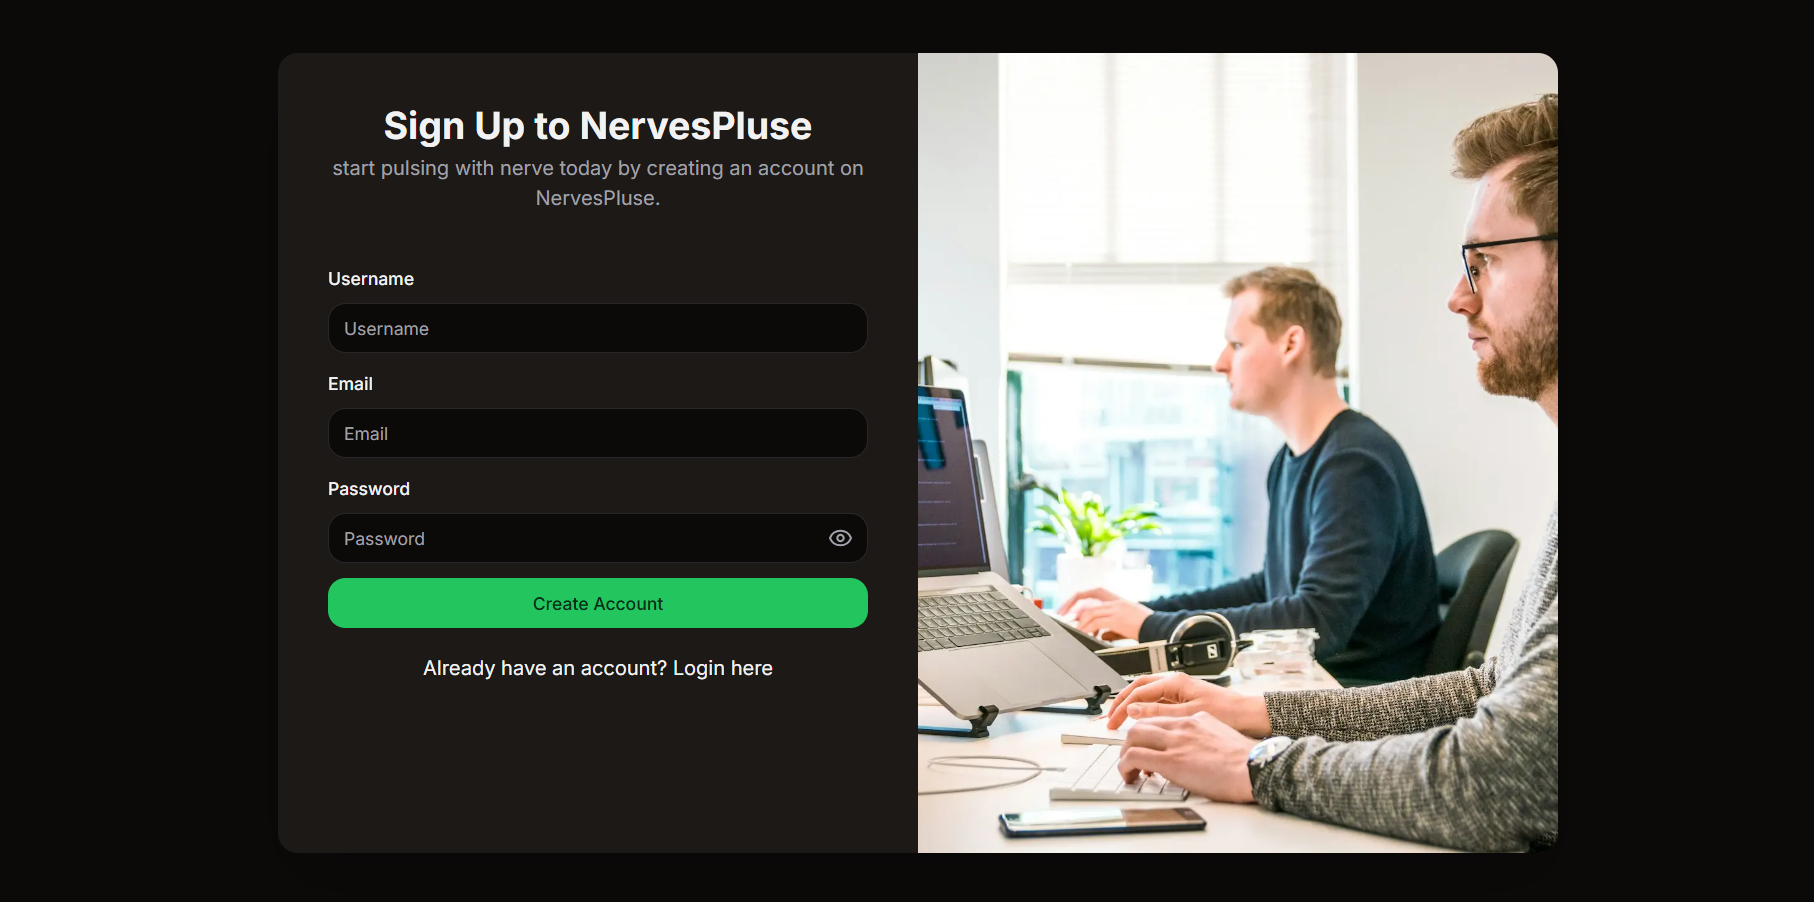 Sign Up to NervesPluse
start pulsing with nerve today by creating an account on
NervesPluse.
Username
Username
Email
Email
Password
Password
Create Account
Already have an account? Login here